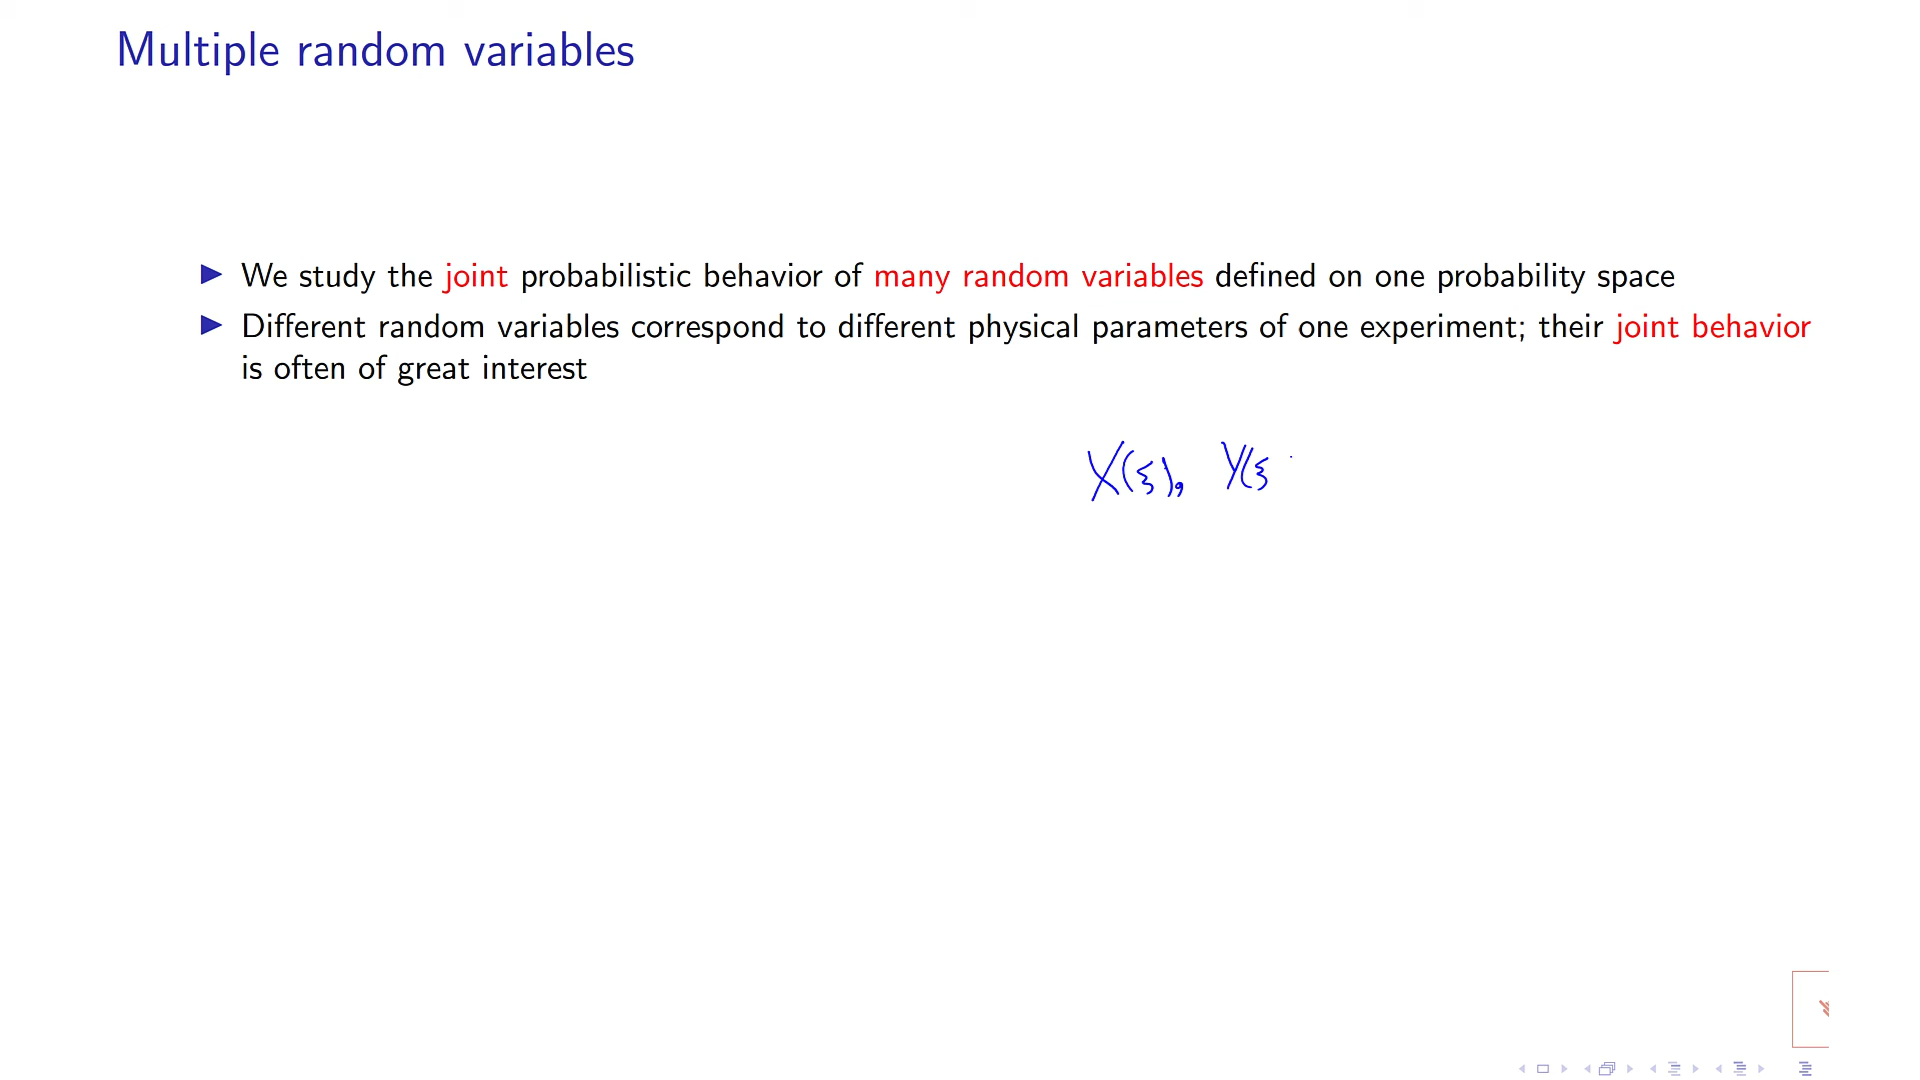 Multiple random variables
We study the joint probabilistic behavior of many random variables defined on one probability space
Different random variables correspond to different physical parameters of one experiment; their joint behavior
is often of great interest
X(ξ), Y(ξ